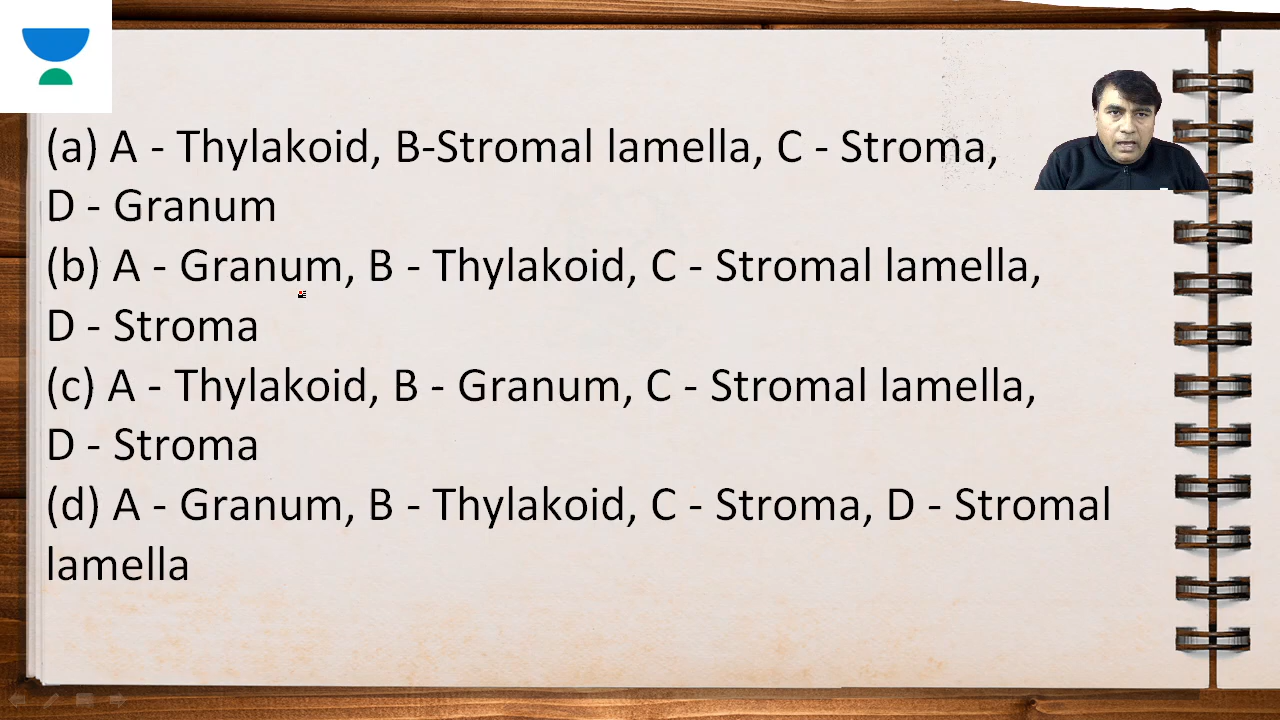 (a) A - Thylakoid, B-Stromal lamella, C - Stroma,
D - Granum
(b) A - Granum, B - Thylakoid, C - Stromal lamella,
D - Stroma
(c) A - Thylakoid, B - Granum, C - Stromal lamella,
D - Stroma
(d) A - Granum, B - Thylakoid, C - Stroma, D - Stromal
lamella